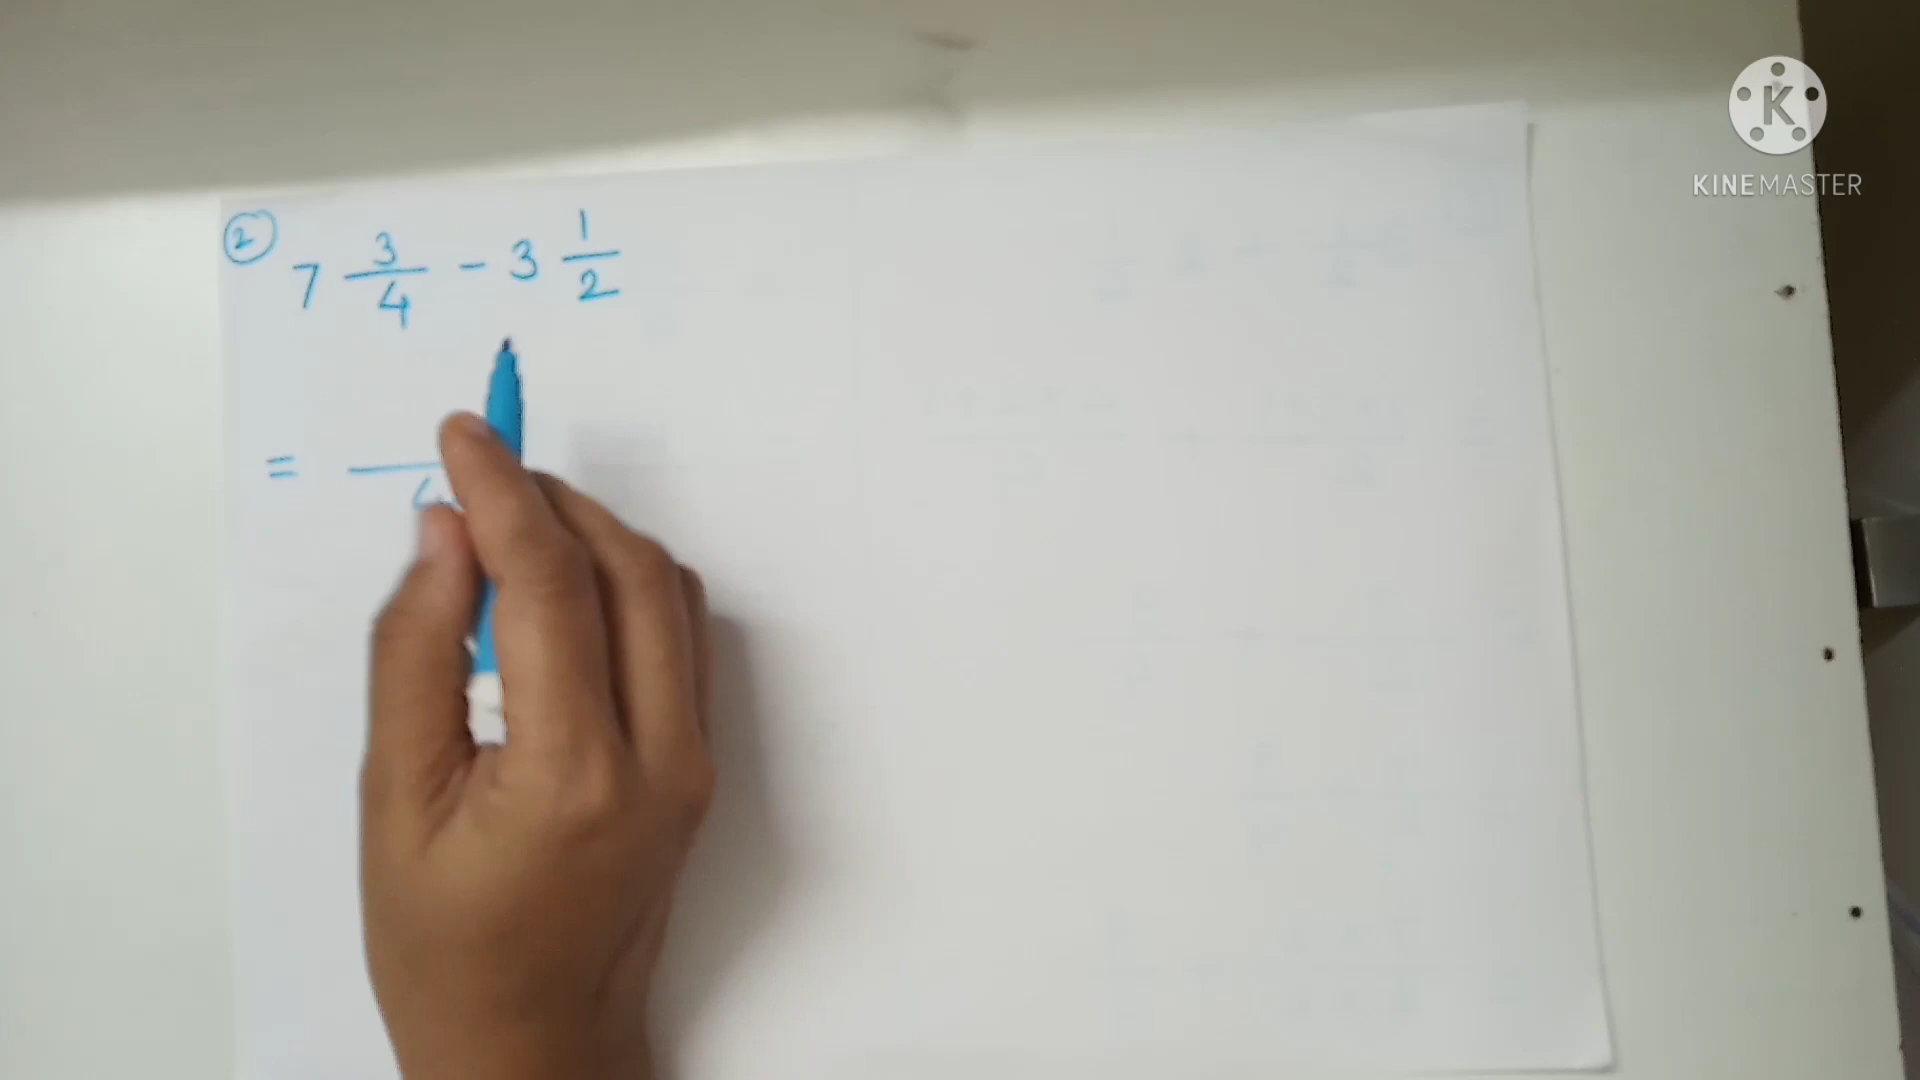 ② 7 3/4 - 3 1/2
= /4
KINEMASTER